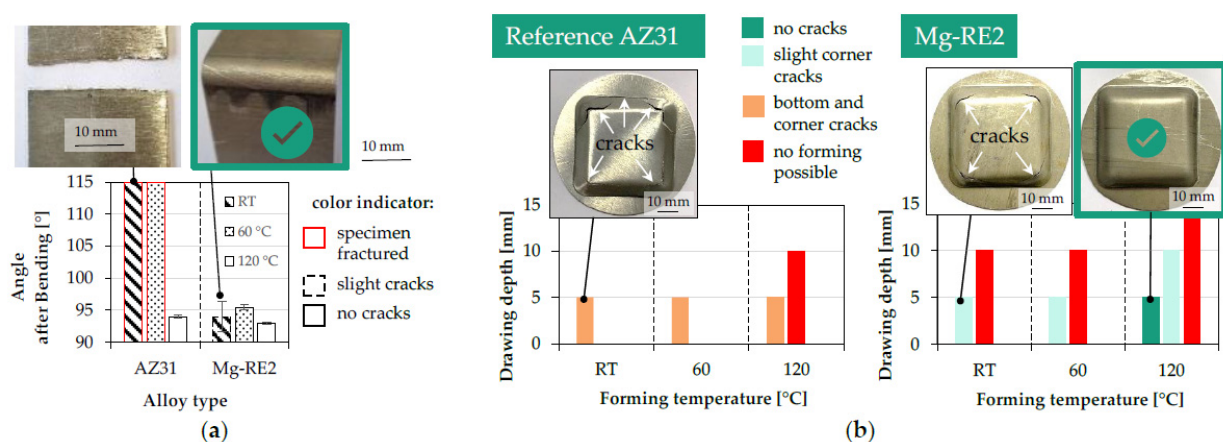 10 mm
10 mm
115
110
105
100
95
90
Angle
after Bending [°]
RT
60 °C
120 °C
AZ31
Mg-RE2
Alloy type
color indicator:
specimen
fractured
slight cracks
no cracks
(a)
Reference AZ31
cracks
10 mm
no cracks
slight corner
cracks
bottom and
corner cracks
no forming
possible
15
10
5
0
Drawing depth [mm]
RT
60
120
Forming temperature [°C]
Mg-RE2
cracks
10 mm
10 mm
15
10
5
0
Drawing depth [mm]
RT
60
120
Forming temperature [°C]
(b)